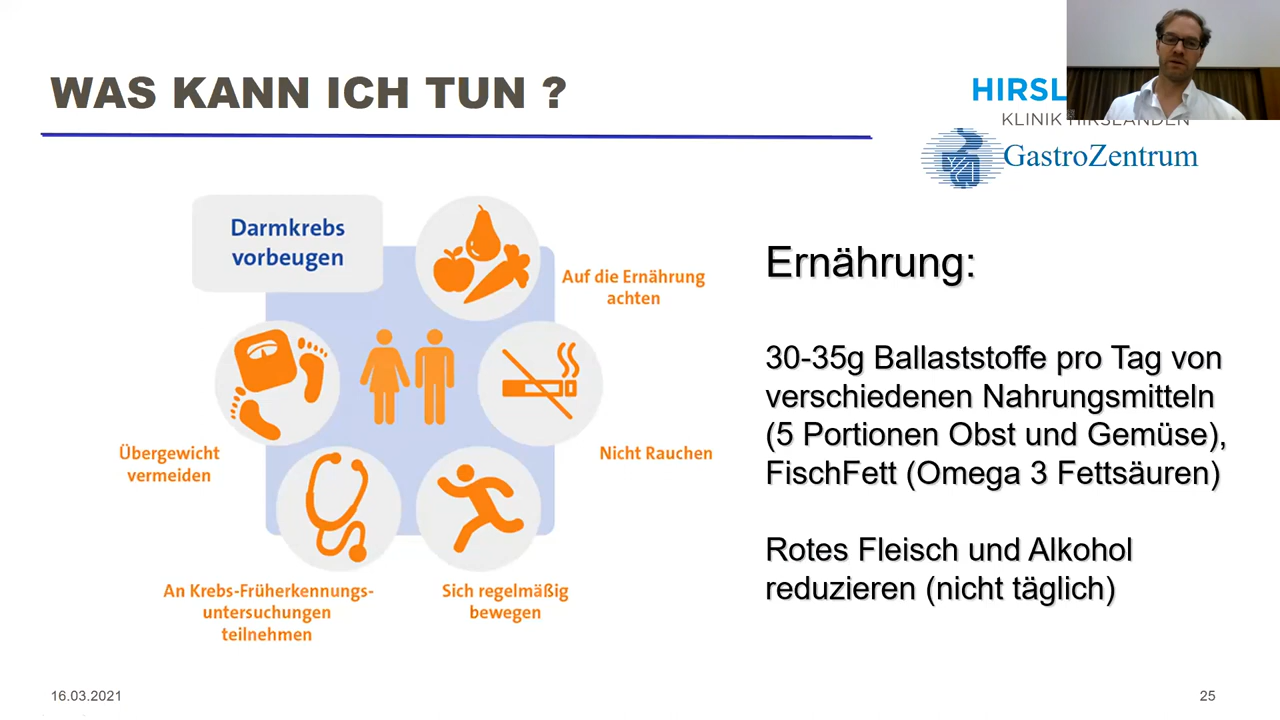 WAS KANN ICH TUN ?
HIRSL
KLINIK HIRSLANDEN
GastroZentrum
Darmkrebs
vorbeugen
Auf die Ernährung
achten
Nicht Rauchen
Sich regelmäßig
bewegen
An Krebs-Früherkennungs-
untersuchungen
teilnehmen
Übergewicht
vermeiden
Ernährung:
30-35g Ballaststoffe pro Tag von
verschiedenen Nahrungsmitteln
(5 Portionen Obst und Gemüse),
FischFett (Omega 3 Fettsäuren)
Rotes Fleisch und Alkohol
reduzieren (nicht täglich)
16.03.2021
25